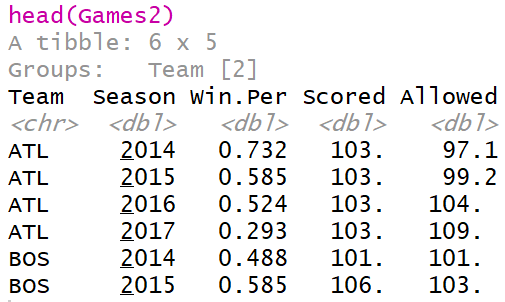 head(Games2)
A tibble: 6 x 5
Groups: Team [2]
Team Season Win.Per Scored Allowed
<chr> <dbl> <dbl> <dbl> <dbl>
ATL 2014 0.732 103. 97.1
ATL 2015 0.585 103. 99.2
ATL 2016 0.524 103. 104.
ATL 2017 0.293 103. 109.
BOS 2014 0.488 101. 101.
BOS 2015 0.585 106. 103.